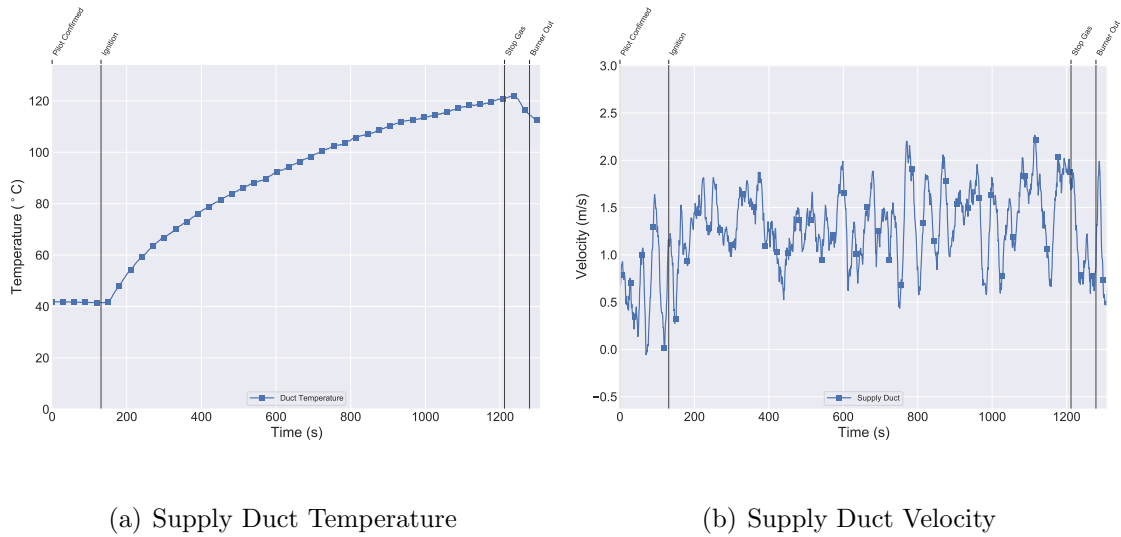 Pilot Confirmed
Ignition
Stop Gas
Burner Out
120
100
80
60
40
20
0
Temperature (°C)
0 200 400 600 800 1000 1200
Time (s)
Duct Temperature
Pilot Confirmed
Ignition
Stop Gas
Burner Out
3.0
2.5
2.0
1.5
1.0
0.5
0.0
−0.5
Velocity (m/s)
0 200 400 600 800 1000 1200
Time (s)
Supply Duct
(a) Supply Duct Temperature
(b) Supply Duct Velocity